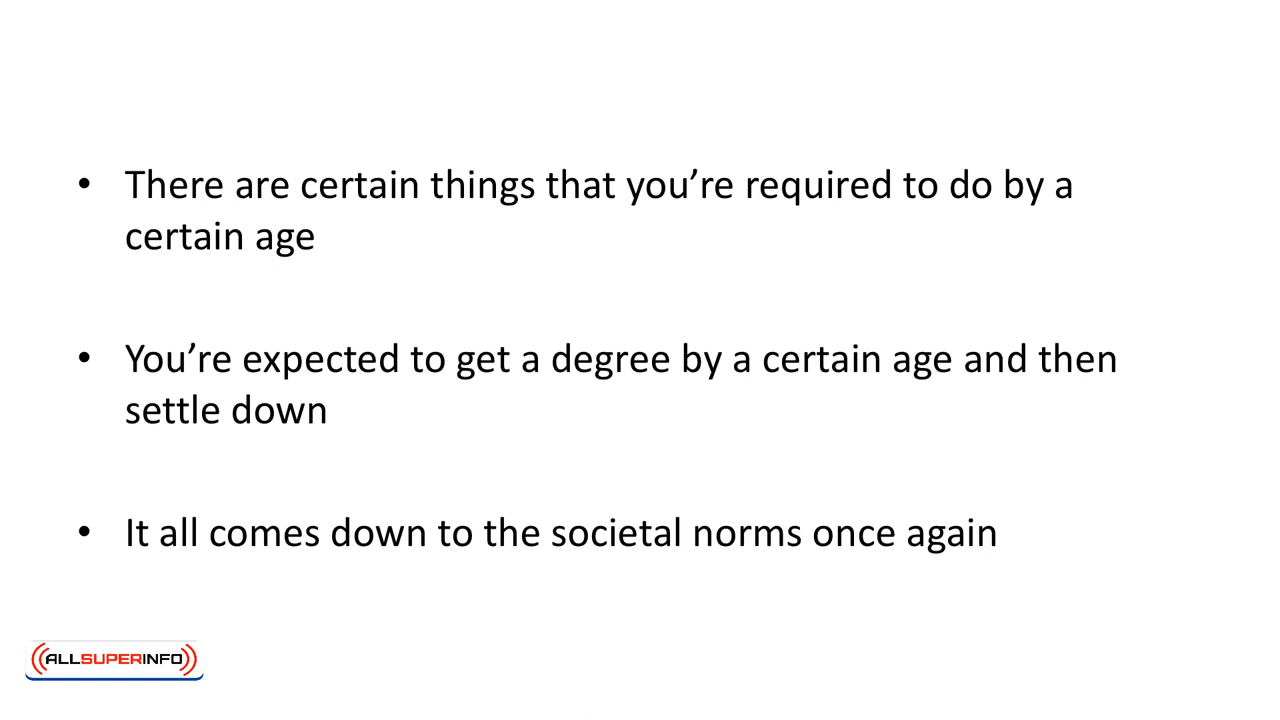 • There are certain things that you’re required to do by a
certain age
• You’re expected to get a degree by a certain age and then
settle down
• It all comes down to the societal norms once again
ALLSUPERINFO